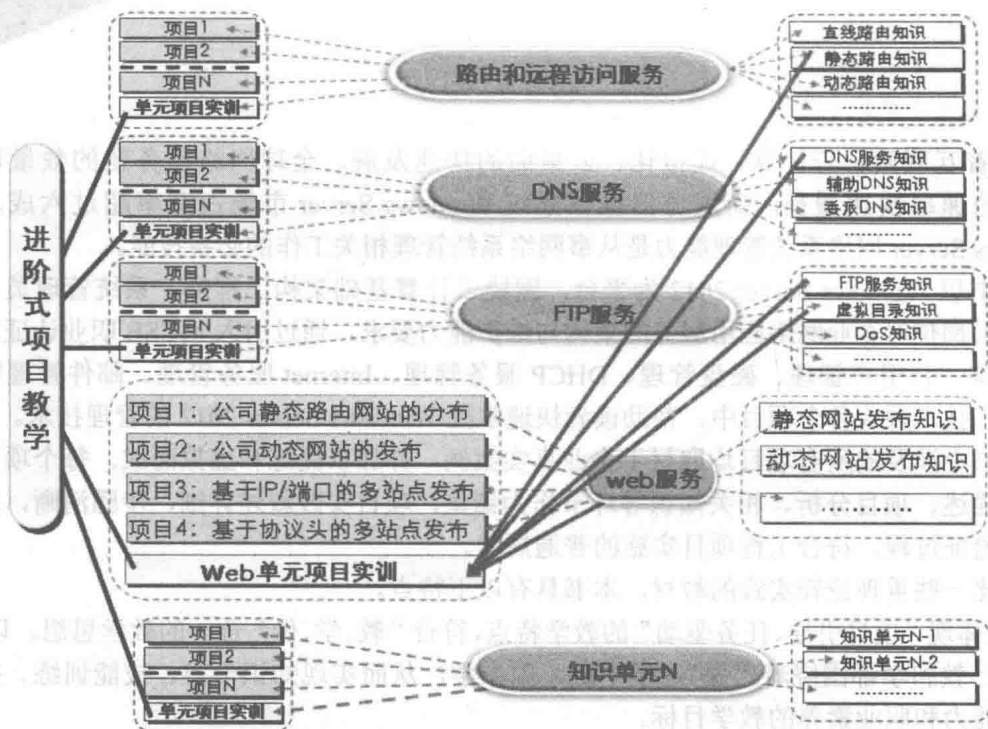 项目1
项目2
项目N
单元项目实训
路由和远程访问服务
直线路由知识
静态路由知识
动态路由知识
项目1
项目2
项目N
单元项目实训
DNS服务
DNS服务知识
辅助DNS知识
委派DNS知识
进阶式项目教学
项目1
项目2
项目N
单元项目实训
FTP服务
FTP服务知识
虚拟目录知识
DoS知识
项目1：公司静态路由网站的分布
项目2：公司动态网站的发布
项目3：基于IP/端口的多站点发布
项目4：基于协议头的多站点发布
Web单元项目实训
web服务
静态网站发布知识
动态网站发布知识
项目1
项目2
项目N
单元项目实训
知识单元N
知识单元N-1
知识单元N-2